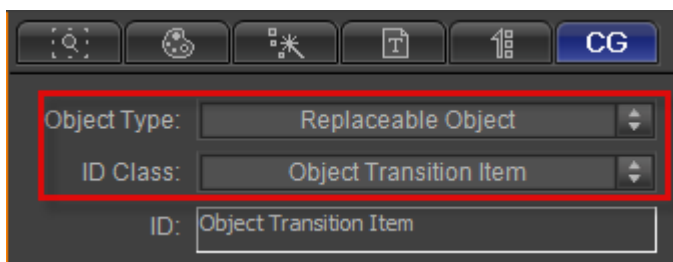 CG
Object Type: Replaceable Object
ID Class: Object Transition Item
ID: Object Transition Item